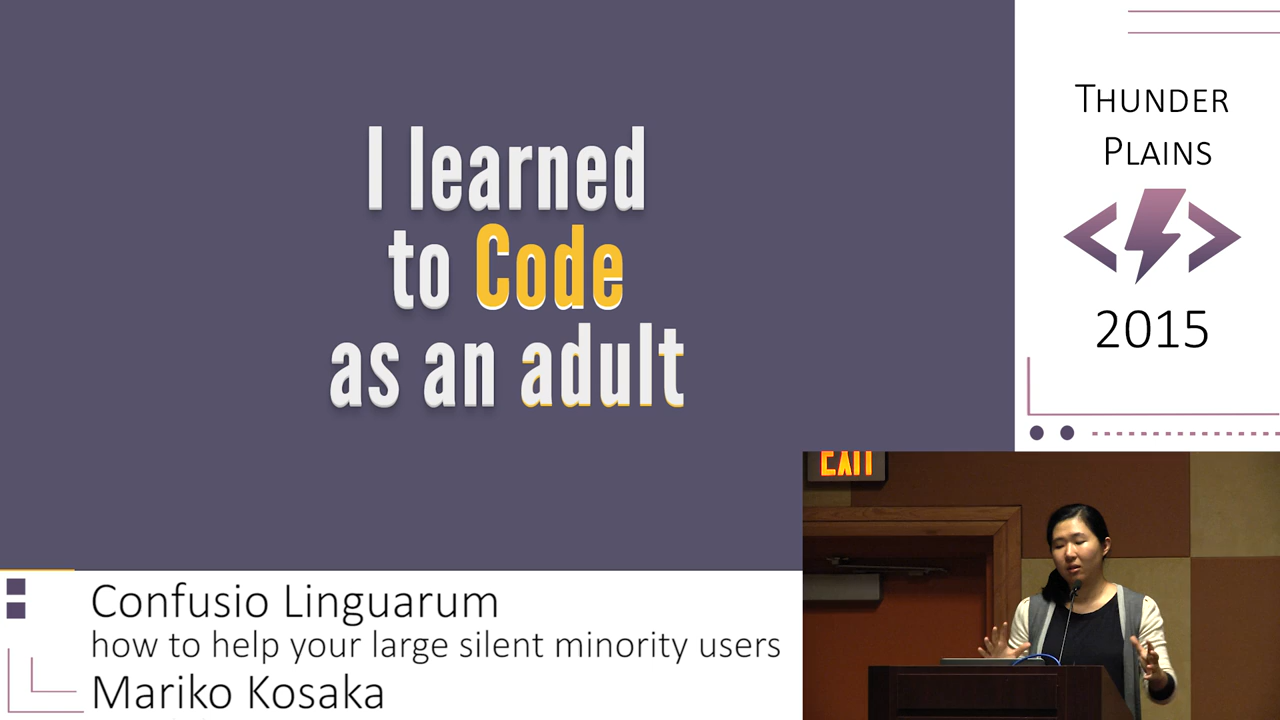 I learned
to Code
as an adult
THUNDER
PLAINS
2015
EXIT
Confusio Linguarum
how to help your large silent minority users
Mariko Kosaka